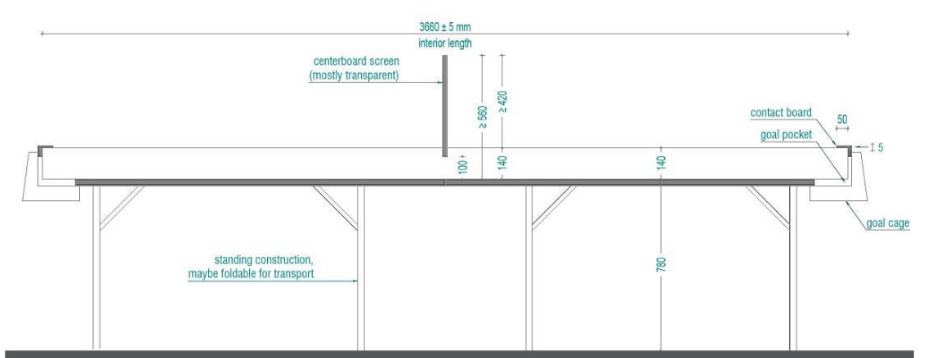 3660 ± 5 mm
interior length
centerboard screen
(mostly transparent)
≥ 560
≥ 420
contact board
50
goal pocket
5
100
140
140
goal cage
standing construction,
maybe foldable for transport
780